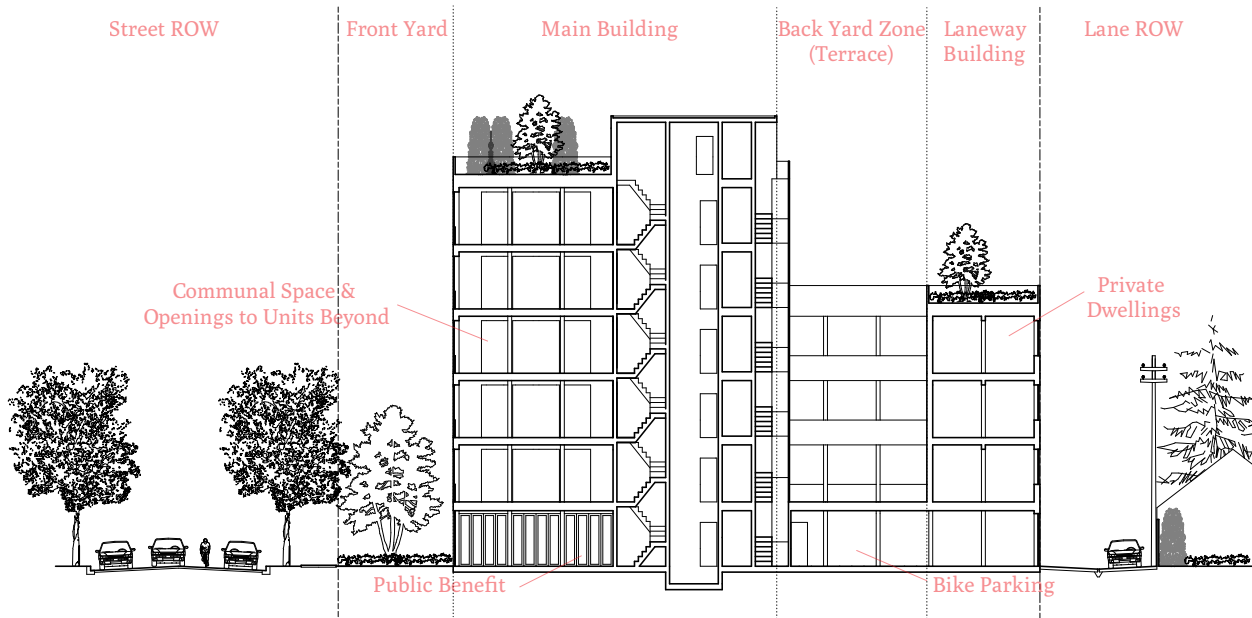 Street ROW
Front Yard
Main Building
Back Yard Zone
(Terrace)
Laneway
Building
Lane ROW
Communal Space &
Openings to Units Beyond
Private
Dwellings
Public Benefit
Bike Parking